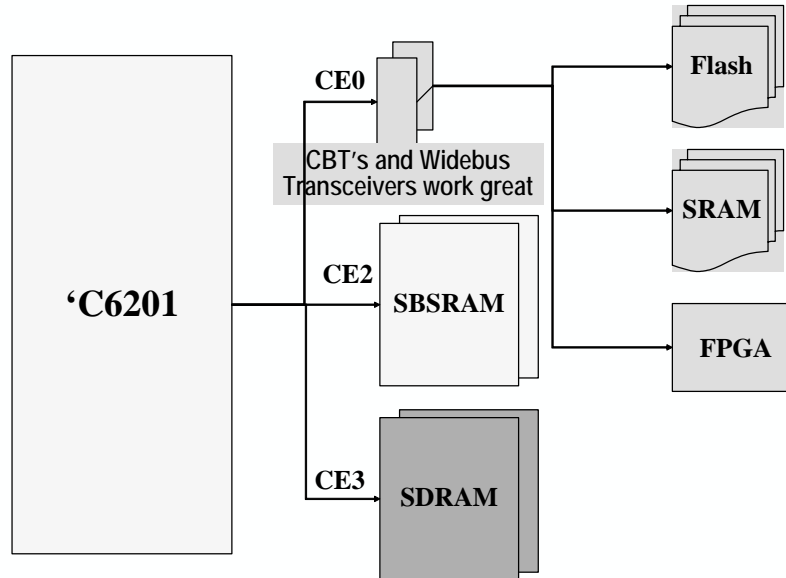 CE0
Flash
CBT's and Widebus
Transceivers work great
SRAM
CE2
‘C6201
SBSRAM
FPGA
CE3
SDRAM